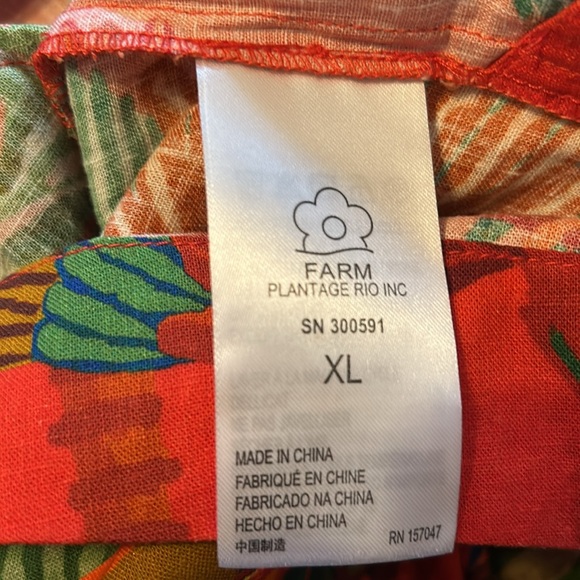 FARM
PLANTAGE RIO INC
SN 300591
XL
MADE IN CHINA
FABRIQUÉ EN CHINE
FABRICADO NA CHINA
HECHO EN CHINA
中国制造
RN 157047